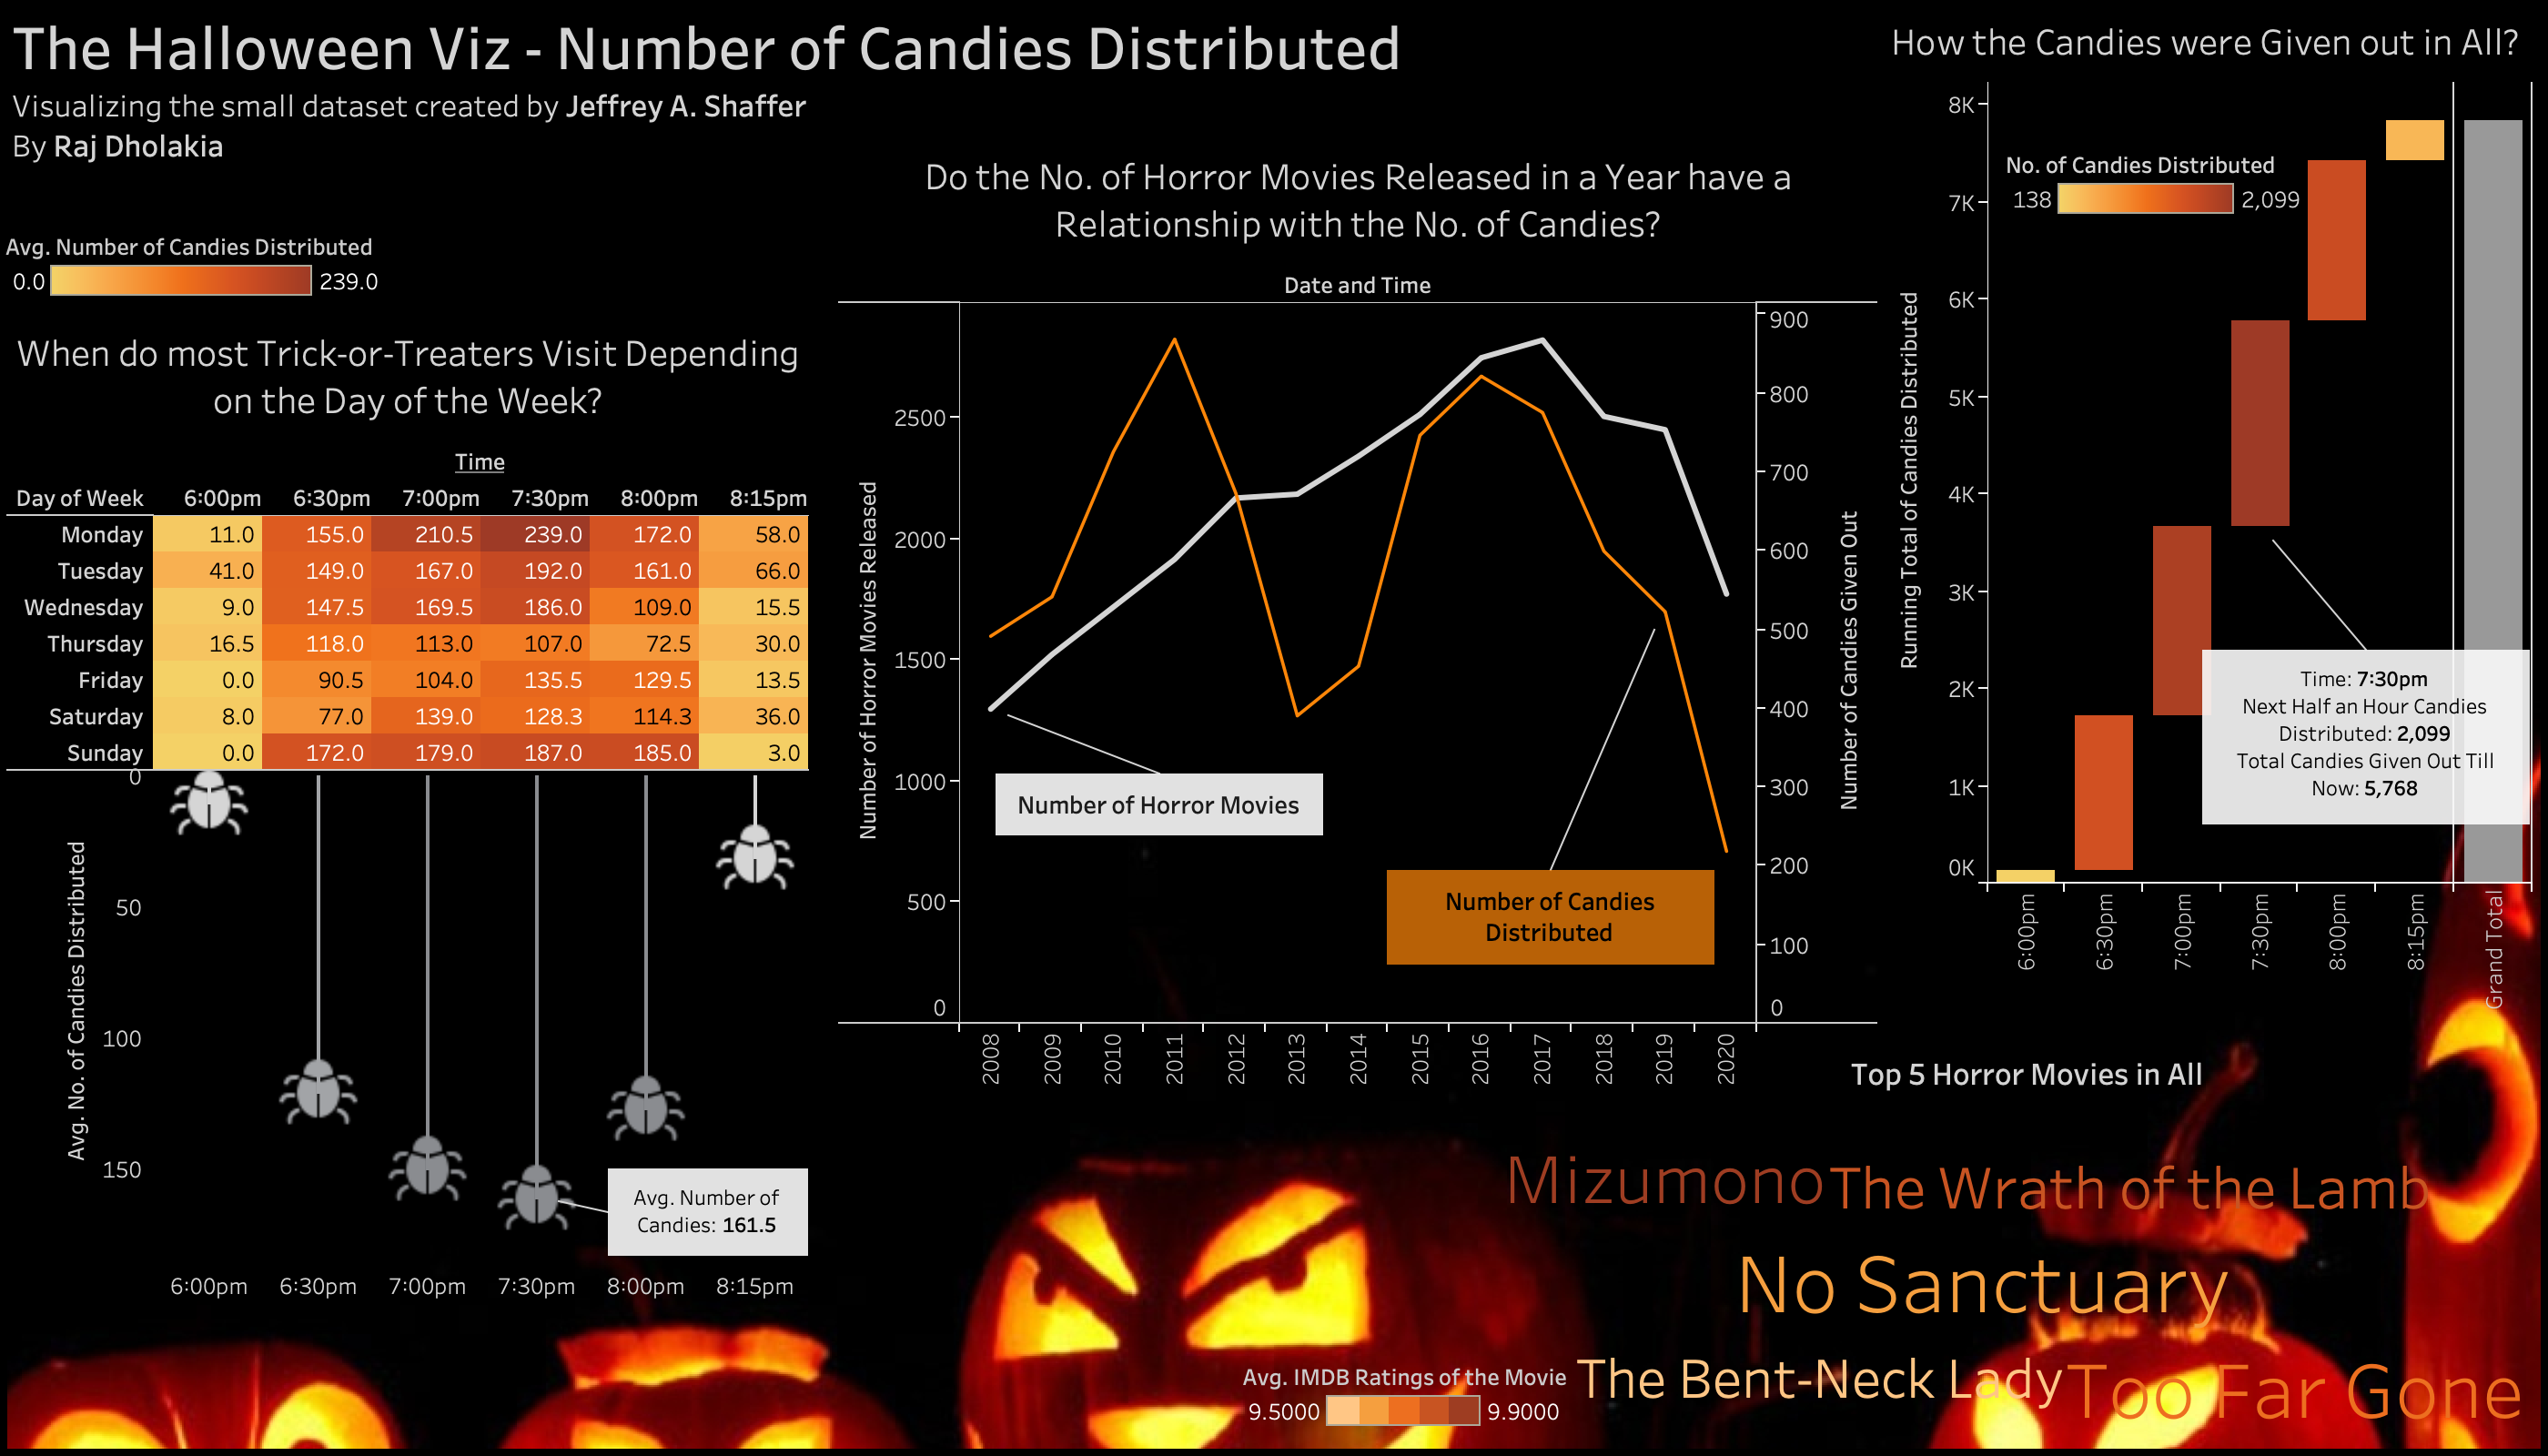 The Halloween Viz - Number of Candies Distributed
Visualizing the small dataset created by Jeffrey A. Shaffer
By Raj Dholakia
Avg. Number of Candies Distributed
0.0 239.0
When do most Trick-or-Treaters Visit Depending
on the Day of the Week?
Time
Day of Week 6:00pm 6:30pm 7:00pm 7:30pm 8:00pm 8:15pm
Monday 11.0 155.0 210.5 239.0 172.0 58.0
Tuesday 41.0 149.0 167.0 192.0 161.0 66.0
Wednesday 9.0 147.5 169.5 186.0 109.0 15.5
Thursday 16.5 118.0 113.0 107.0 72.5 30.0
Friday 0.0 90.5 104.0 135.5 129.5 13.5
Saturday 8.0 77.0 139.0 128.3 114.3 36.0
Sunday 0.0 172.0 179.0 187.0 185.0 3.0
Avg. No. of Candies Distributed
0
50
100
150
Avg. Number of
Candies: 161.5
6:00pm 6:30pm 7:00pm 7:30pm 8:00pm 8:15pm
Do the No. of Horror Movies Released in a Year have a
Relationship with the No. of Candies?
Date and Time
Number of Horror Movies Released
2500
2000
1500
1000
500
0
Number of Candies Given Out
900
800
700
600
500
400
300
200
100
0
Number of Horror Movies
Number of Candies
Distributed
2008 2009 2010 2011 2012 2013 2014 2015 2016 2017 2018 2019 2020
How the Candies were Given out in All?
No. of Candies Distributed
138 2,099
Running Total of Candies Distributed
8K
7K
6K
5K
4K
3K
2K
1K
0K
Time: 7:30pm
Next Half an Hour Candies
Distributed: 2,099
Total Candies Given Out Till
Now: 5,768
6:00pm 6:30pm 7:00pm 7:30pm 8:00pm 8:15pm Grand Total
Top 5 Horror Movies in All
Mizumono The Wrath of the Lamb
No Sanctuary
The Bent-Neck Lady Too Far Gone
Avg. IMDB Ratings of the Movie
9.5000 9.9000